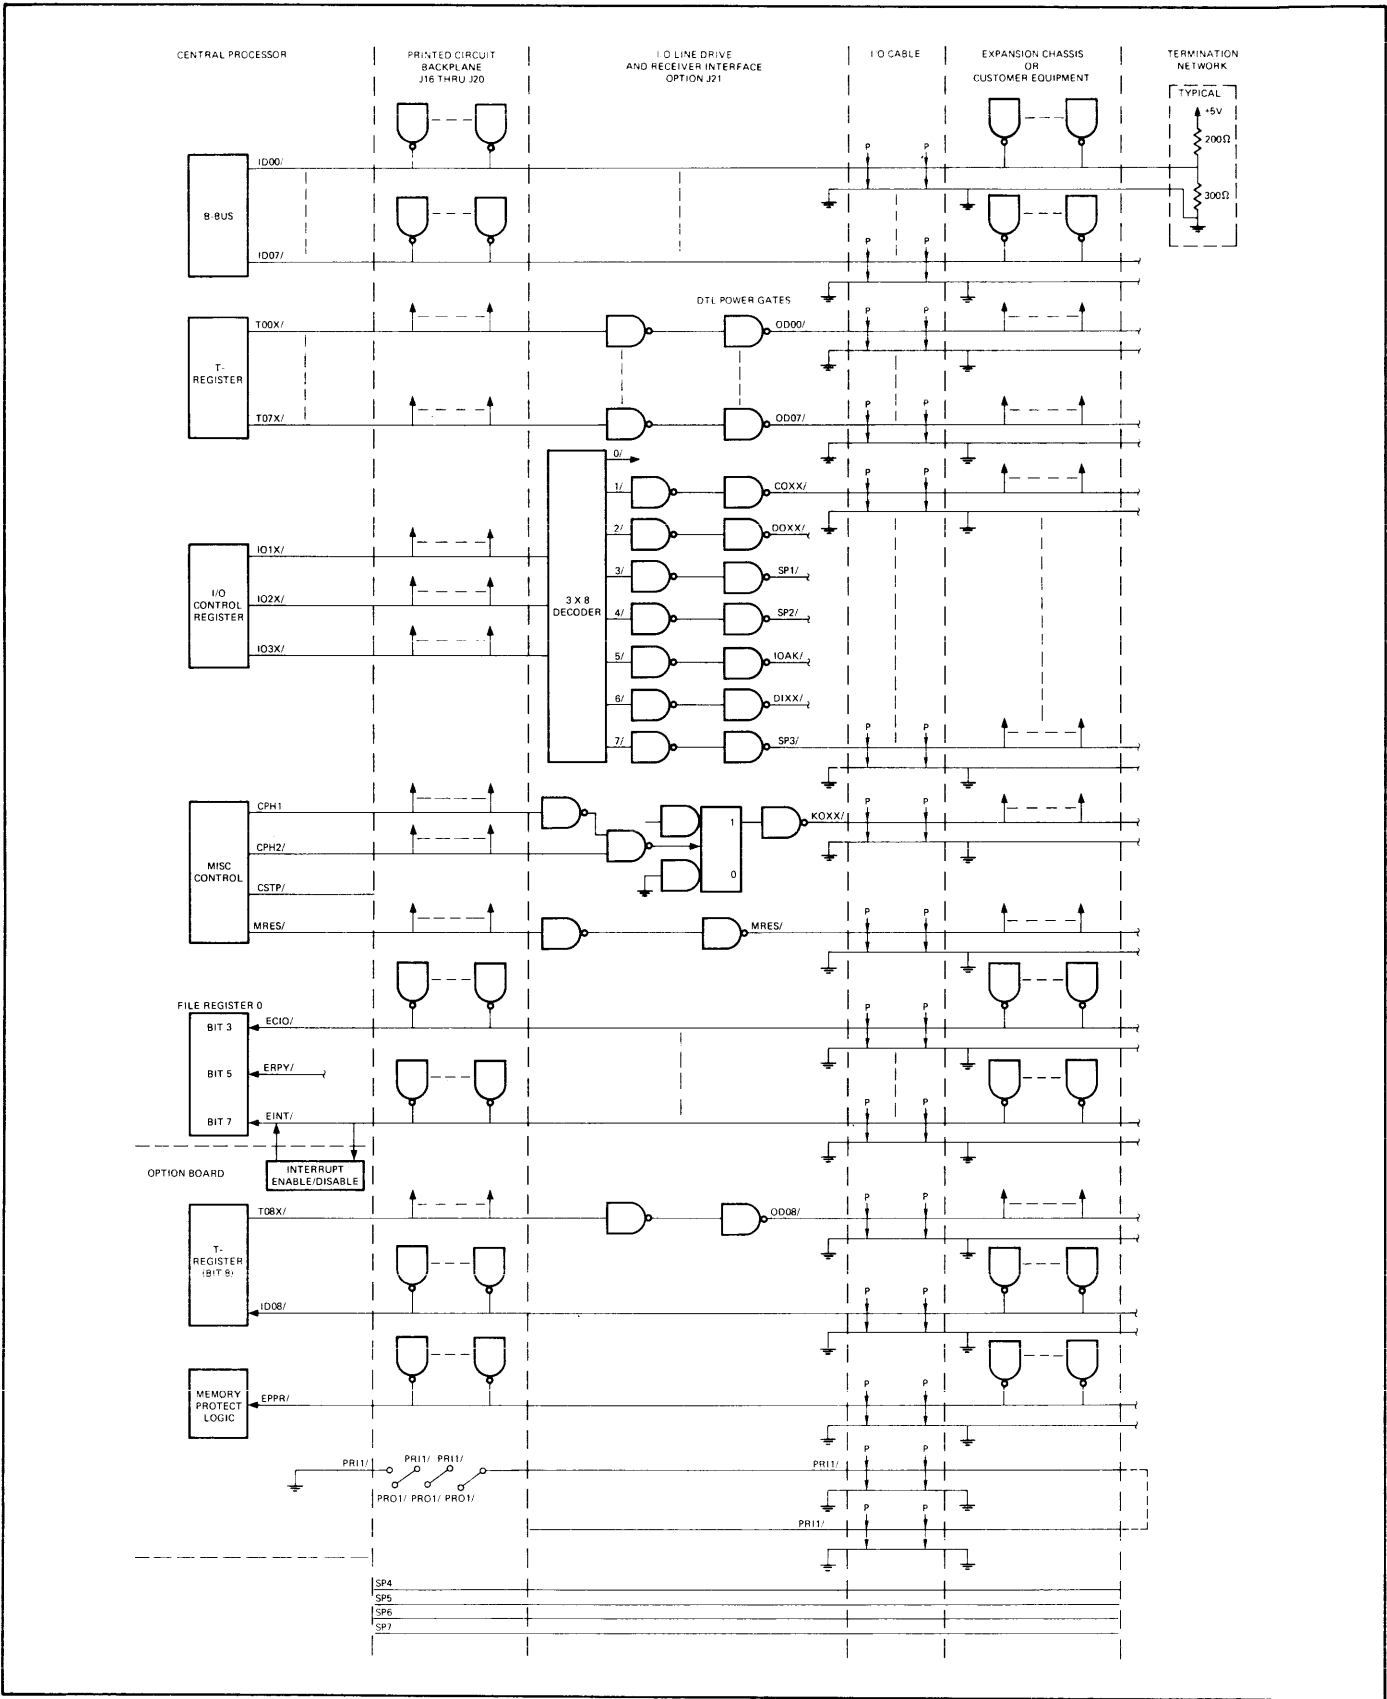 CENTRAL PROCESSOR
PRINTED CIRCUIT
BACKPLANE
J16 THRU J20
I O LINE DRIVE
AND RECEIVER INTERFACE
OPTION J21
I O CABLE
EXPANSION CHASSIS
OR
CUSTOMER EQUIPMENT
TERMINATION
NETWORK
TYPICAL
+5V
200Ω
300Ω
B-BUS
ID00/
P P
ID07/
P P
DTL POWER GATES
T-
REGISTER
T00X/
OD00/
P P
T07X/
OD07/
P P
I/O
CONTROL
REGISTER
IO1X/
IO2X/
IO3X/
3 X 8
DECODER
0/
1/
COXX/
P P
2/
DOXX/
3/
SP1/
4/
SP2/
5/
IOAK/
6/
DIXX/
7/
SP3/
P P
MISC
CONTROL
CPH1
CPH2/
CSTP/
MRES/
1
0
KOXX/
P P
MRES/
P P
FILE REGISTER 0
BIT 3
ECIO/
P P
BIT 5
ERPY/
BIT 7
EINT/
P P
OPTION BOARD
INTERRUPT
ENABLE/DISABLE
T-
REGISTER
(BIT 8)
T08X/
OD08/
P P
ID08/
P P
MEMORY
PROTECT
LOGIC
EPPR/
P P
PRI1/
PRI1/ PRI1/
PRO1/ PRO1/ PRO1/
PRI1/
P P
PRI1/
P P
SP4
SP5
SP6
SP7